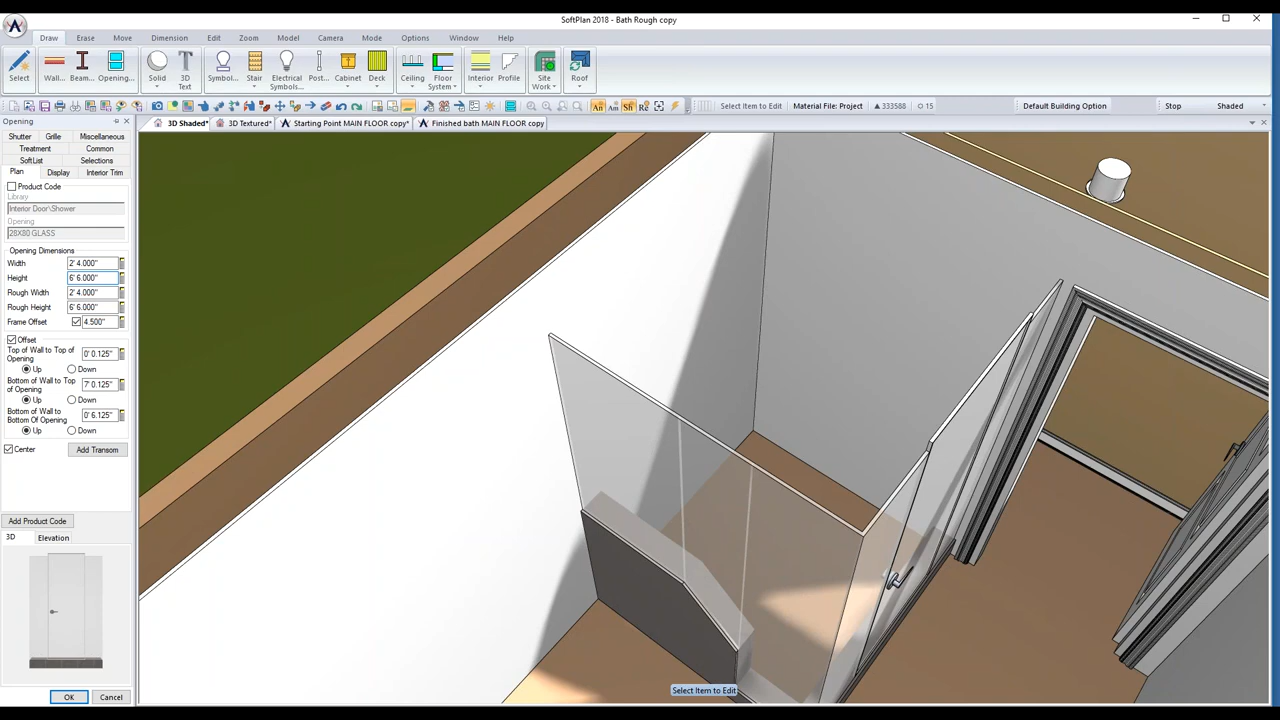 SoftPlan 2018 - Bath Rough copy
Draw Erase Move Dimension Edit Zoom Model Camera Mode Options Window Help
Select Wall... Beam... Opening... Solid 3D Text Symbol... Stair Electrical Symbols... Post... Cabinet Deck Ceiling Floor System Interior Profile Site Work Roof
An Am Sh Re Select Item to Edit Material File: Project 338508 15 Default Building Option Stop Shaded
Opening
3D Shaded* 3D Textured* Starting Point MAIN FLOOR copy* Finished bath MAIN FLOOR copy
Shutter Grille Miscellaneous
Treatment Common
SoftList Selections
Plan Display Interior Trim
Product Code
Library
Interior Door\Shower
Opening
28X80 GLASS
Opening Dimensions
Width 2' 4.000"
Height 6' 6.000"
Rough Width 2' 4.000"
Rough Height 6' 6.000"
Frame Offset 4.500"
Offset
Top of Wall to Top of Opening 0' 0.125"
Up Down
Bottom of Wall to Top of Opening 7' 0.125"
Up Down
Bottom of Wall to Bottom Of Opening 0' 6.125"
Up Down
Center Add Transom
Add Product Code
3D Elevation
OK Cancel
Select Item to Edit